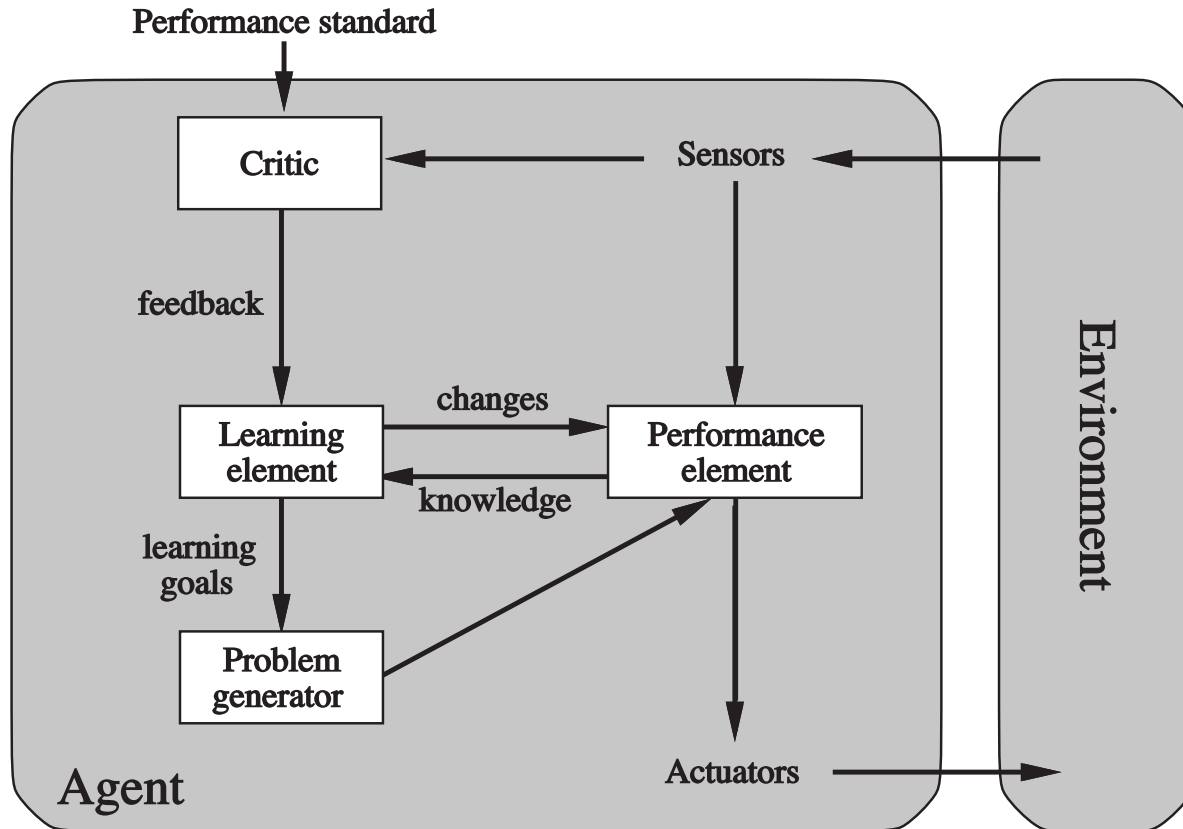 Performance standard
Critic
Sensors
feedback
changes
Learning
element
Performance
element
knowledge
learning
goals
Problem
generator
Actuators
Agent
Environment